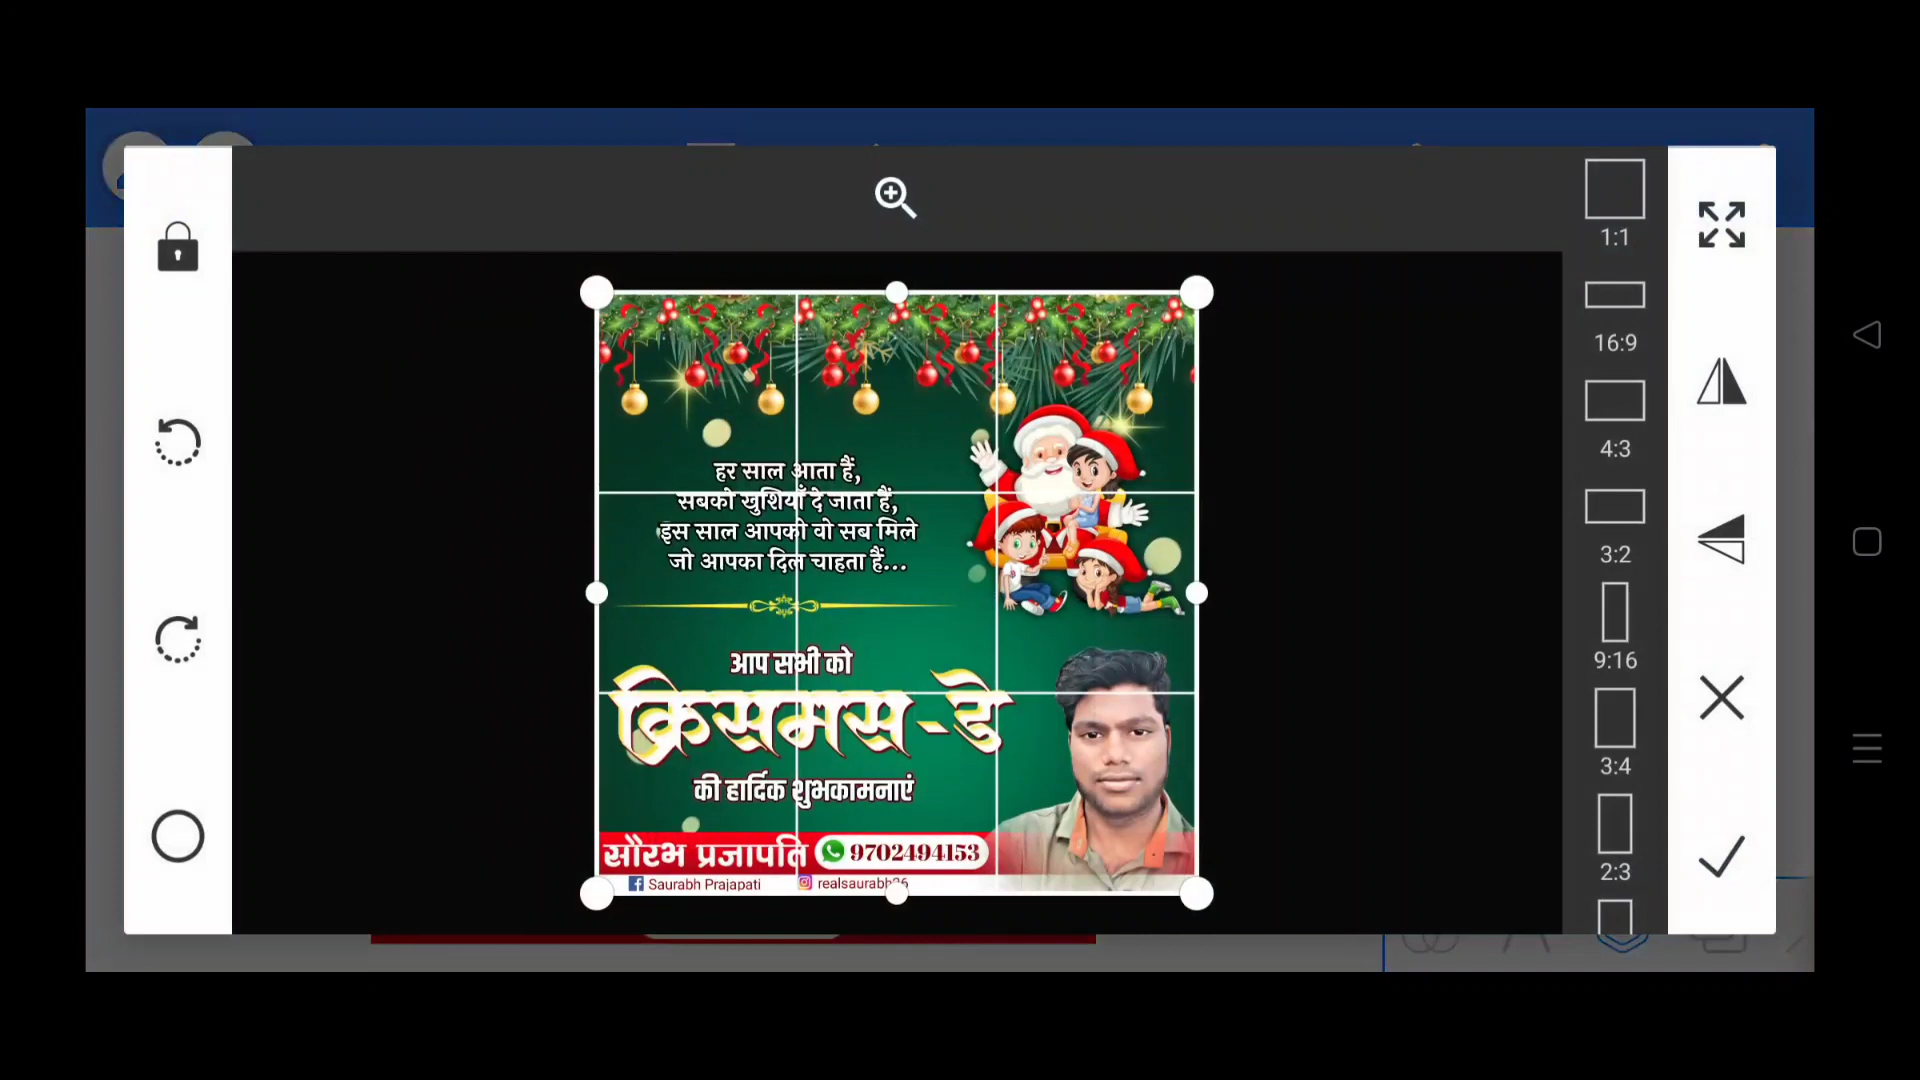 1:1
16:9
4:3
3:2
9:16
3:4
2:3
हर साल आता हैं,
सबको खुशियाँ दे जाता हैं,
इस साल आपको वो सब मिले
जो आपका दिल चाहता हैं...
आप सभी को
क्रिसमस-डे
की हार्दिक शुभकामनाएं
सौरभ प्रजापति 9702494153
Saurabh Prajapati realsaurabh86